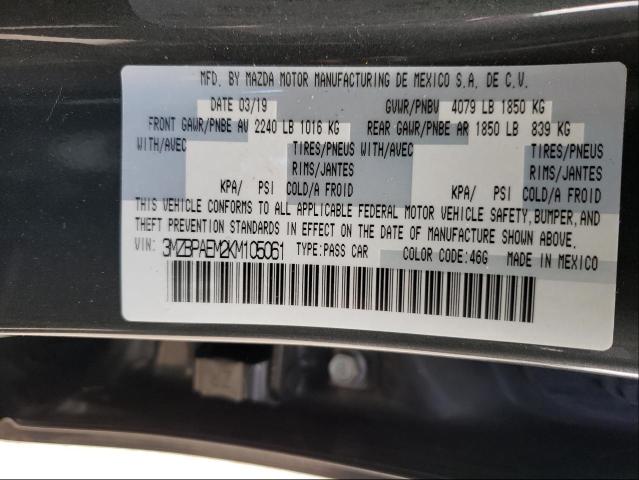 MFD. BY MAZDA MOTOR MANUFACTURING DE MEXICO S.A. DE C.V.
DATE 03/19 GVWR/PNBV 4079 LB 1850 KG
FRONT GAWR/PNBE AV 2240 LB 1016 KG REAR GAWR/PNBE AR 1850 LB 839 KG
WITH/AVEC TIRES/PNEUS WITH/AVEC TIRES/PNEUS
RIMS/JANTES RIMS/JANTES
KPA/ PSI COLD/A FROID KPA/ PSI COLD/A FROID
THIS VEHICLE CONFORMS TO ALL APPLICABLE FEDERAL MOTOR VEHICLE SAFETY, BUMPER, AND
THEFT PREVENTION STANDARDS IN EFFECT ON THE DATE OF MANUFACTURE SHOWN ABOVE.
VIN: 3MZBPAEM2KM105061 TYPE:PASS CAR COLOR CODE:46G MADE IN MEXICO